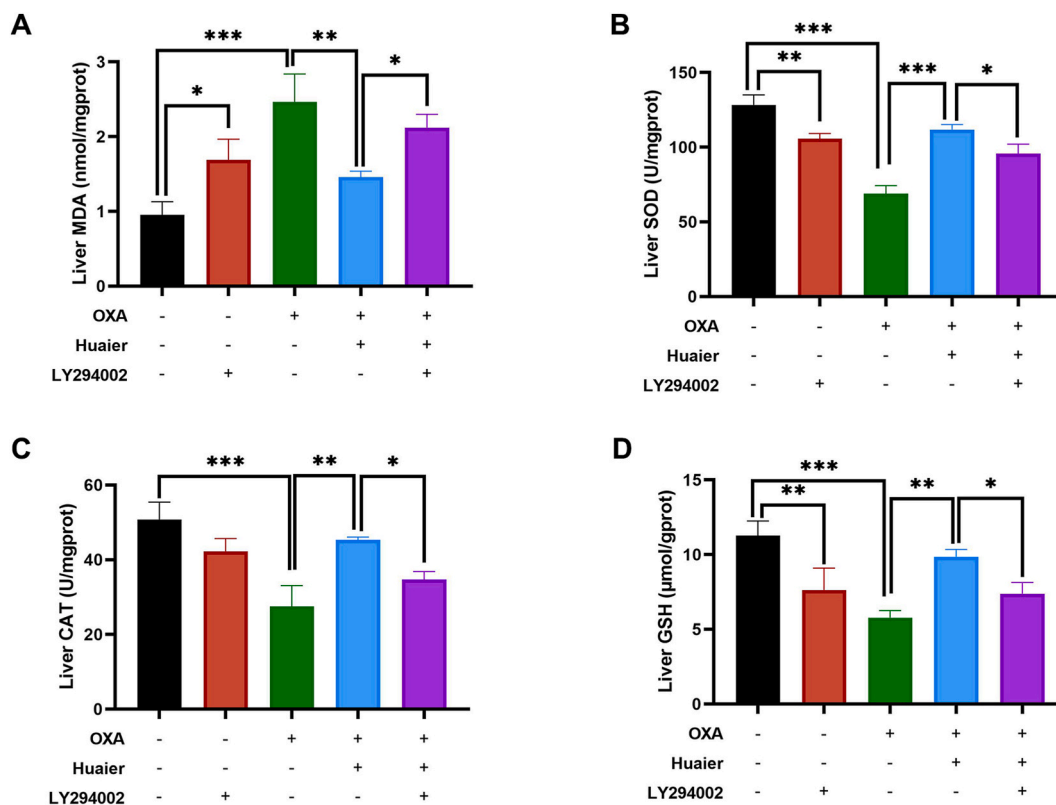 A
*** ** *
*
3
2
1
0
Liver MDA (nmol/mgprot)
OXA - - + + +
Huaier - - - + +
LY294002 - + - - +
B
***
** *** *
150
100
50
0
Liver SOD (U/mgprot)
OXA - - + + +
Huaier - - - + +
LY294002 - + - - +
C
*** ** *
60
40
20
0
Liver CAT (U/mgprot)
OXA - - + + +
Huaier - - - + +
LY294002 - + - - +
D
***
** ** *
15
10
5
0
Liver GSH (μmol/gprot)
OXA - - + + +
Huaier - - - + +
LY294002 - + - - +